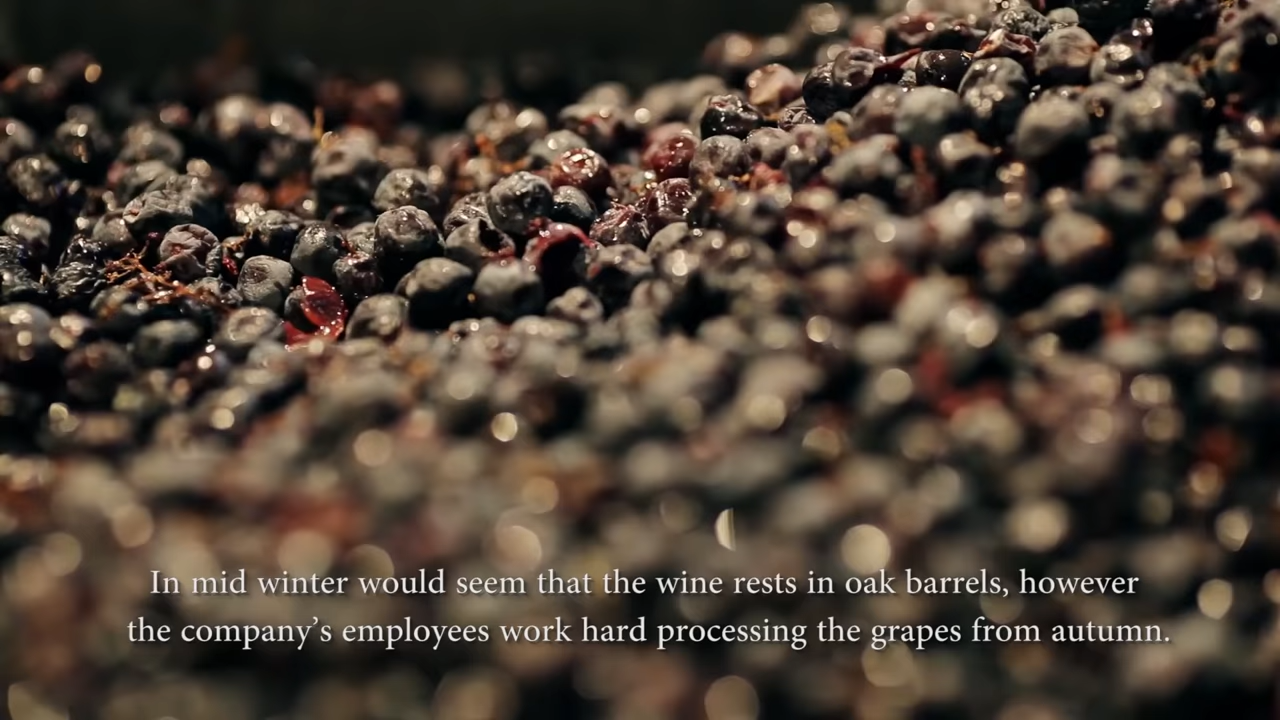 In mid winter would seem that the wine rests in oak barrels, however
the company’s employees work hard processing the grapes from autumn.